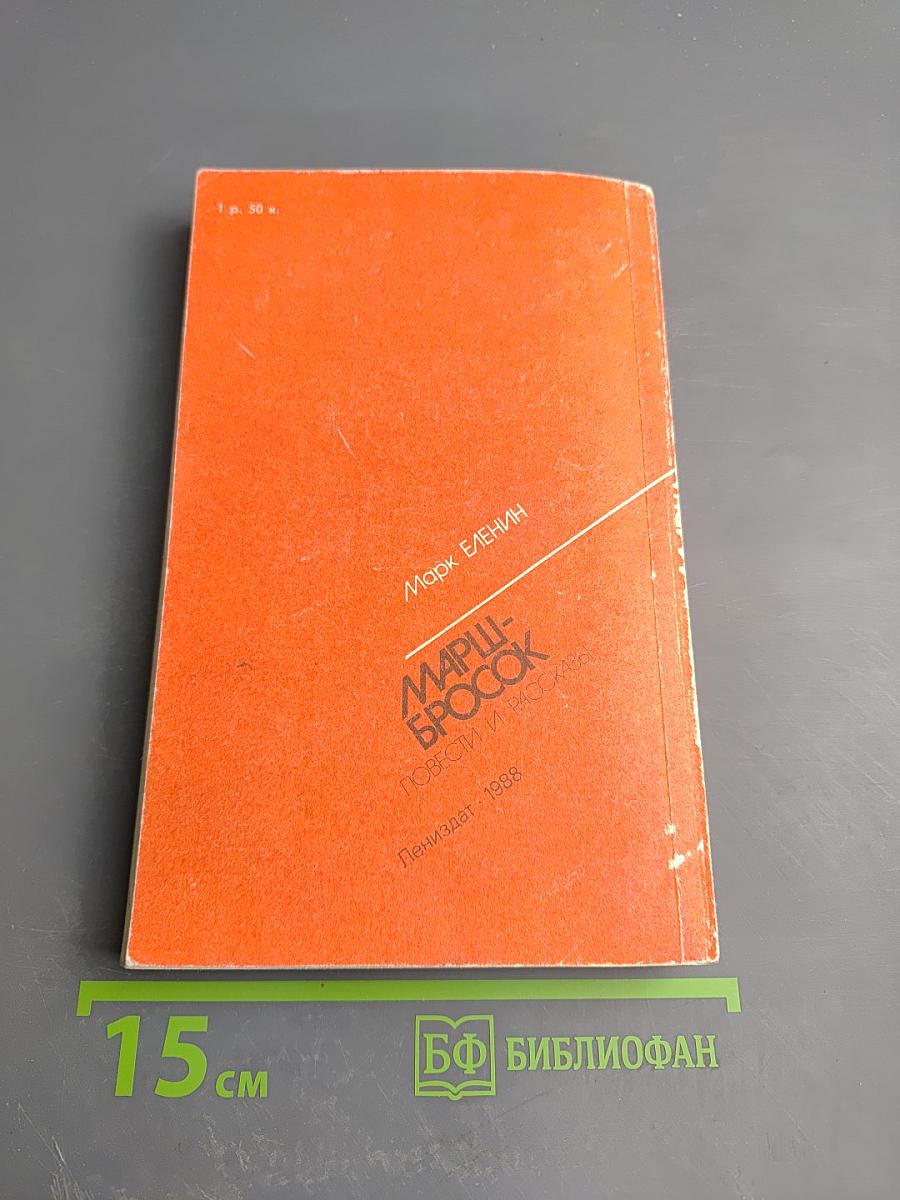 1 р. 50 к.
Марк ЕЛЕНИН
МАРШ-
БРОСОК
ПОВЕСТИ И РАССКАЗЫ
Лениздат · 1988
15 см
БФ БИБЛИОФАН